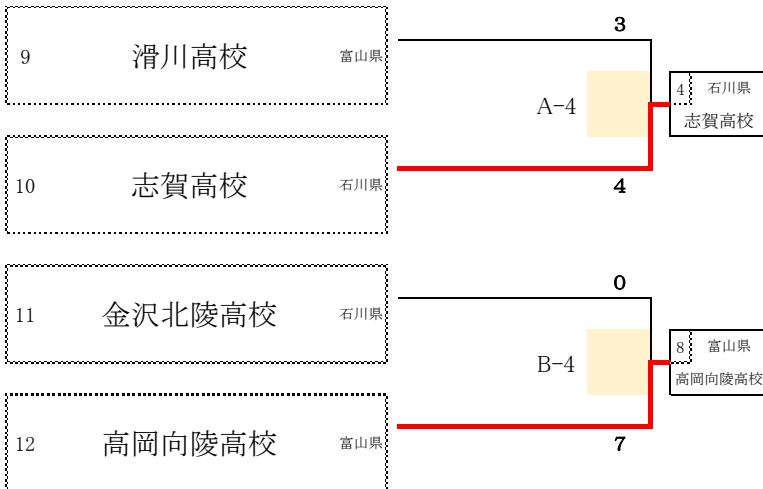 9 滑川高校 富山県
3
A-4
4 石川県
志賀高校
10 志賀高校 石川県
4
11 金沢北陵高校 石川県
0
B-4
8 富山県
高岡向陵高校
12 高岡向陵高校 富山県
7